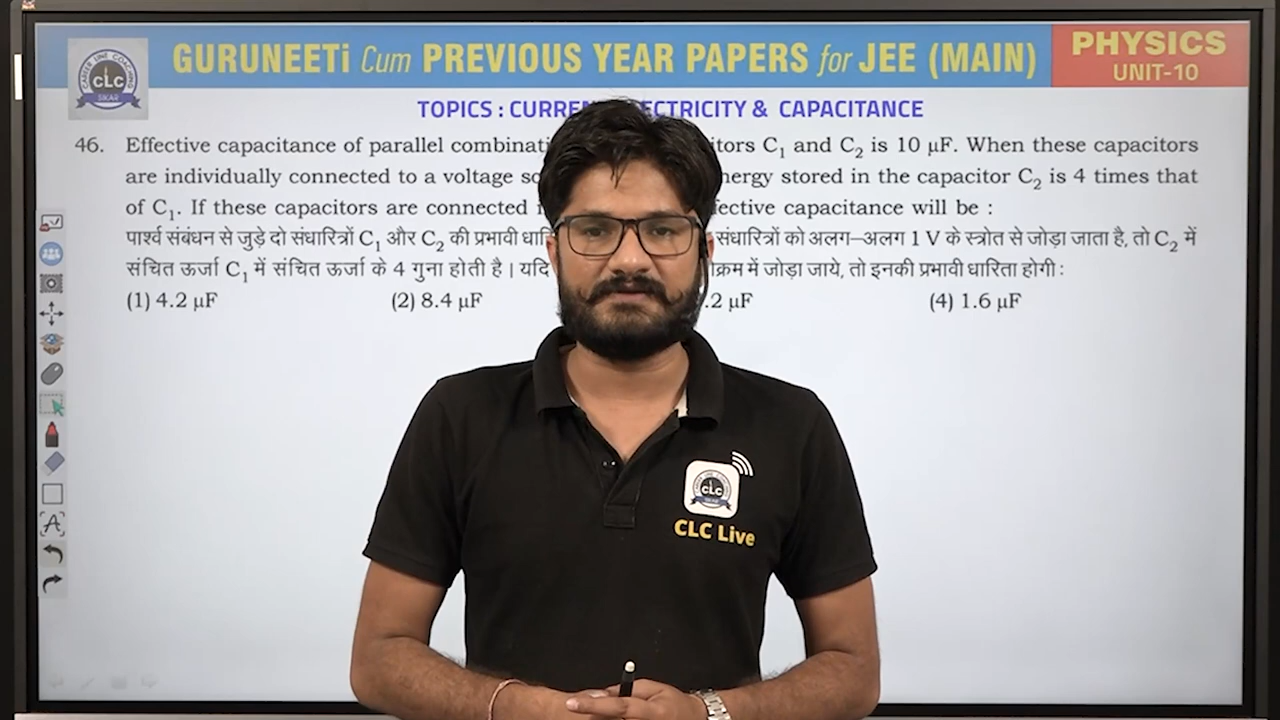 GURUNEETi Cum PREVIOUS YEAR PAPERS for JEE (MAIN)
PHYSICS
UNIT-10
CLC
SIKAR
TOPICS : CURRE ECTRICITY & CAPACITANCE
46. Effective capacitance of parallel combinati itors C₁ and C₂ is 10 µF. When these capacitors
are individually connected to a voltage so nergy stored in the capacitor C₂ is 4 times that
of C₁. If these capacitors are connected fective capacitance will be :
पार्श्व संबंधन से जुड़े दो संधारित्रों C₁ और C₂ की प्रभावी धारि संधारित्रों को अलग–अलग 1 V के स्त्रोत से जोड़ा जाता है, तो C₂ में
संचित ऊर्जा C₁ में संचित ऊर्जा के 4 गुना होती है। यदि क्रम में जोड़ा जाये, तो इनकी प्रभावी धारिता होगी :
(1) 4.2 µF (2) 8.4 µF .2 µF (4) 1.6 µF
CLC
CLC Live